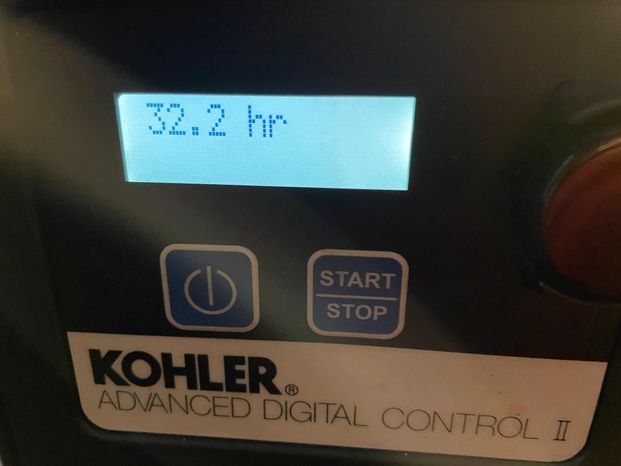 32.2 hr
START
STOP
KOHLER®
ADVANCED DIGITAL CONTROL II